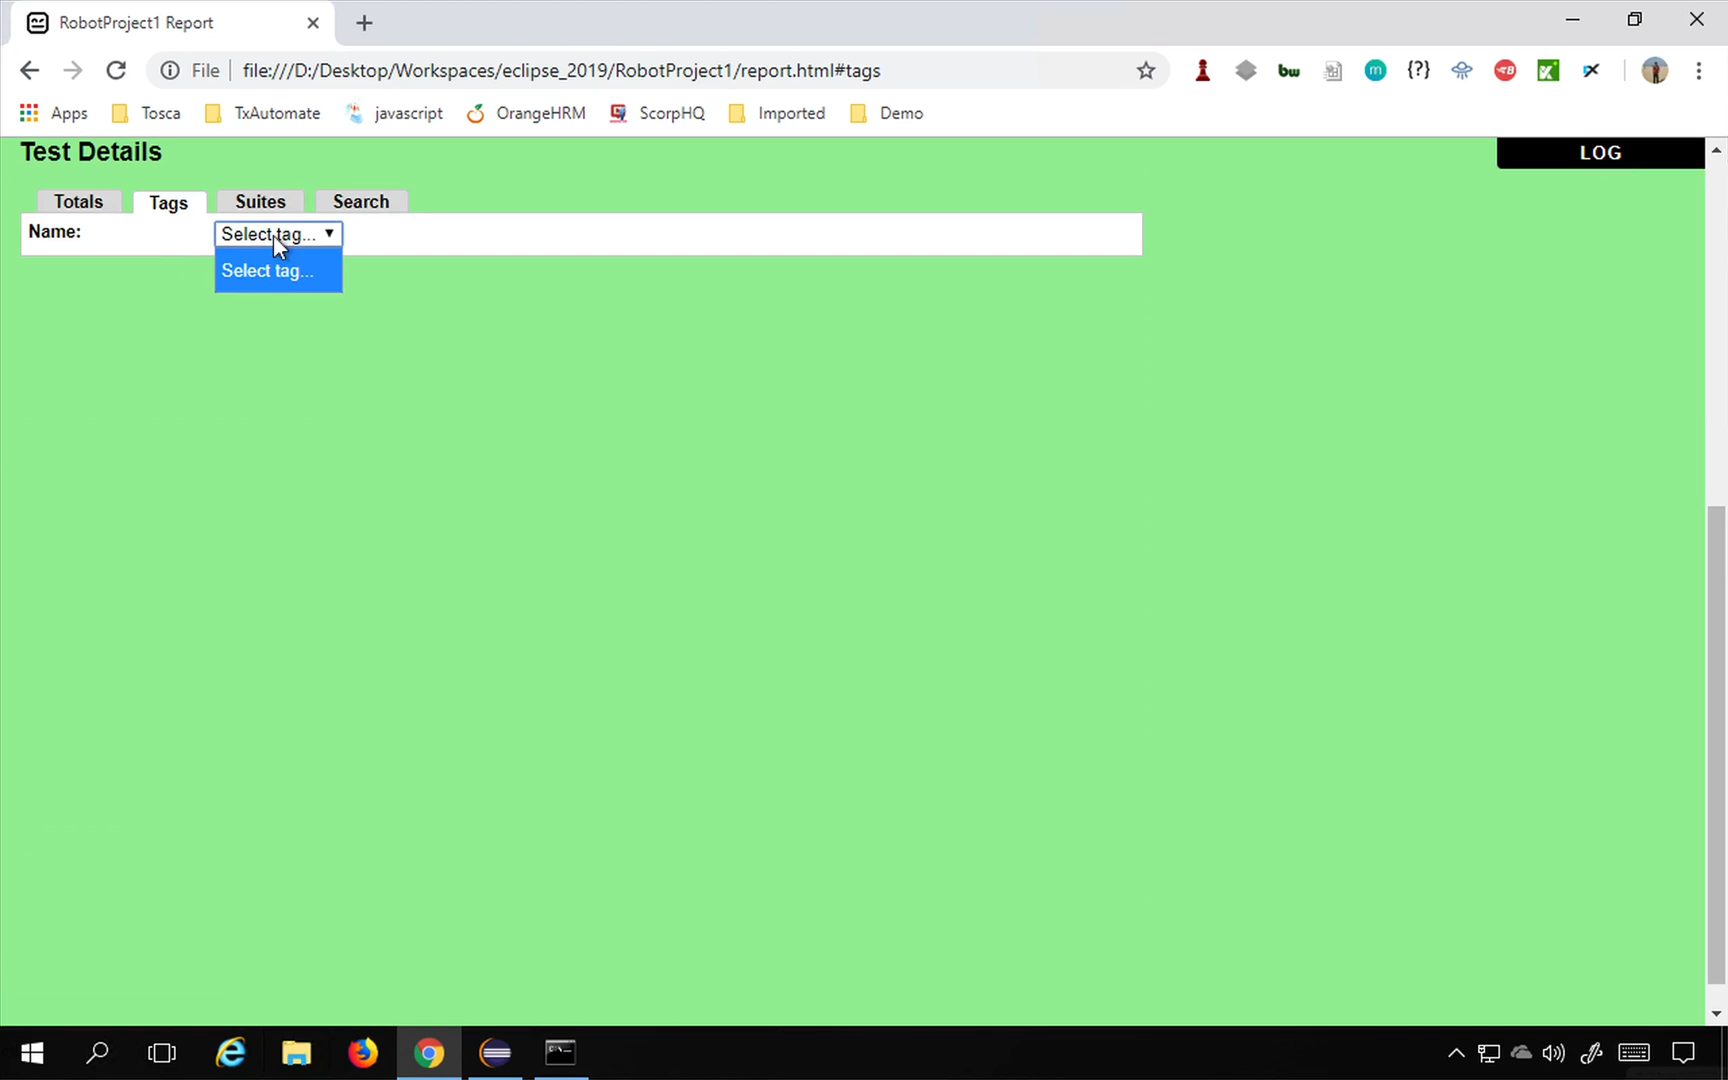 RobotProject1 Report
File
file:///D:/Desktop/Workspaces/eclipse_2019/RobotProject1/report.html#tags
bw
m
{?}
Apps
Tosca
TxAutomate
javascript
OrangeHRM
ScorpHQ
Imported
Demo
Test Details
LOG
Totals
Tags
Suites
Search
Name:
Select tag...
Select tag...